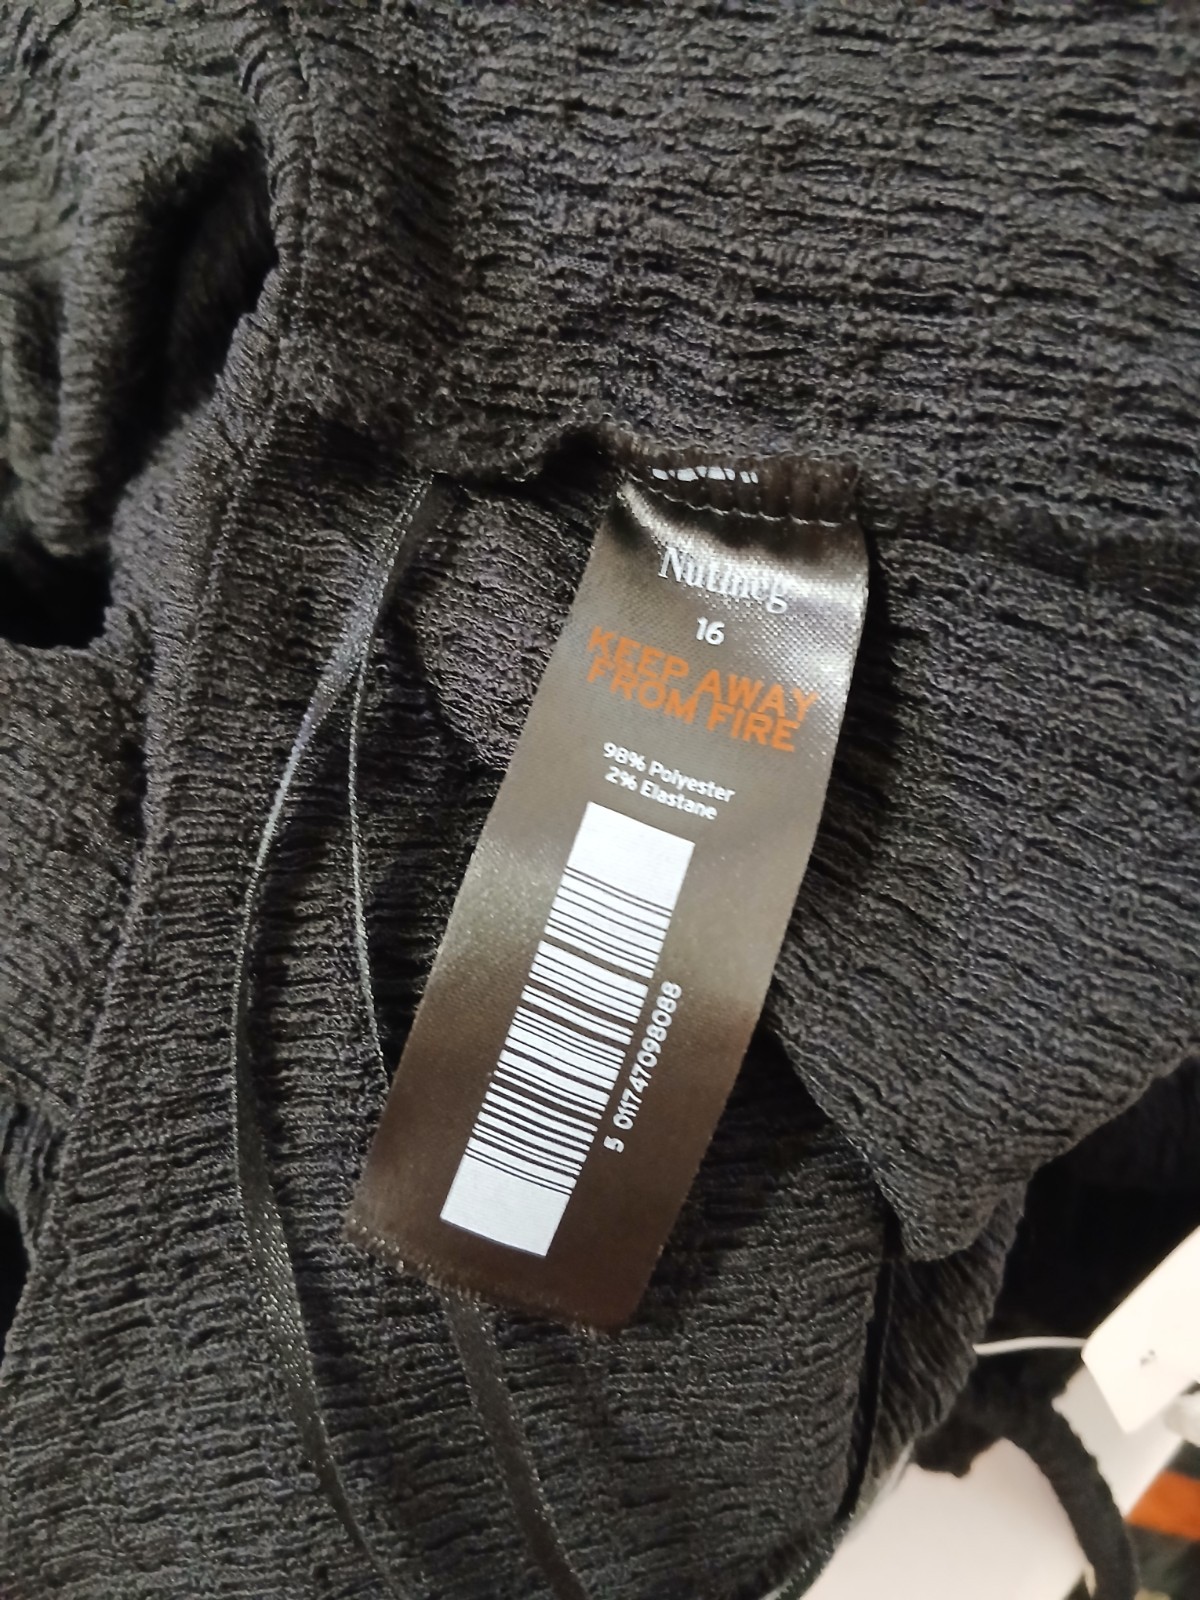 Nutmeg
16
KEEP AWAY
FROM FIRE
98% Polyester
2% Elastane
5 011747098088